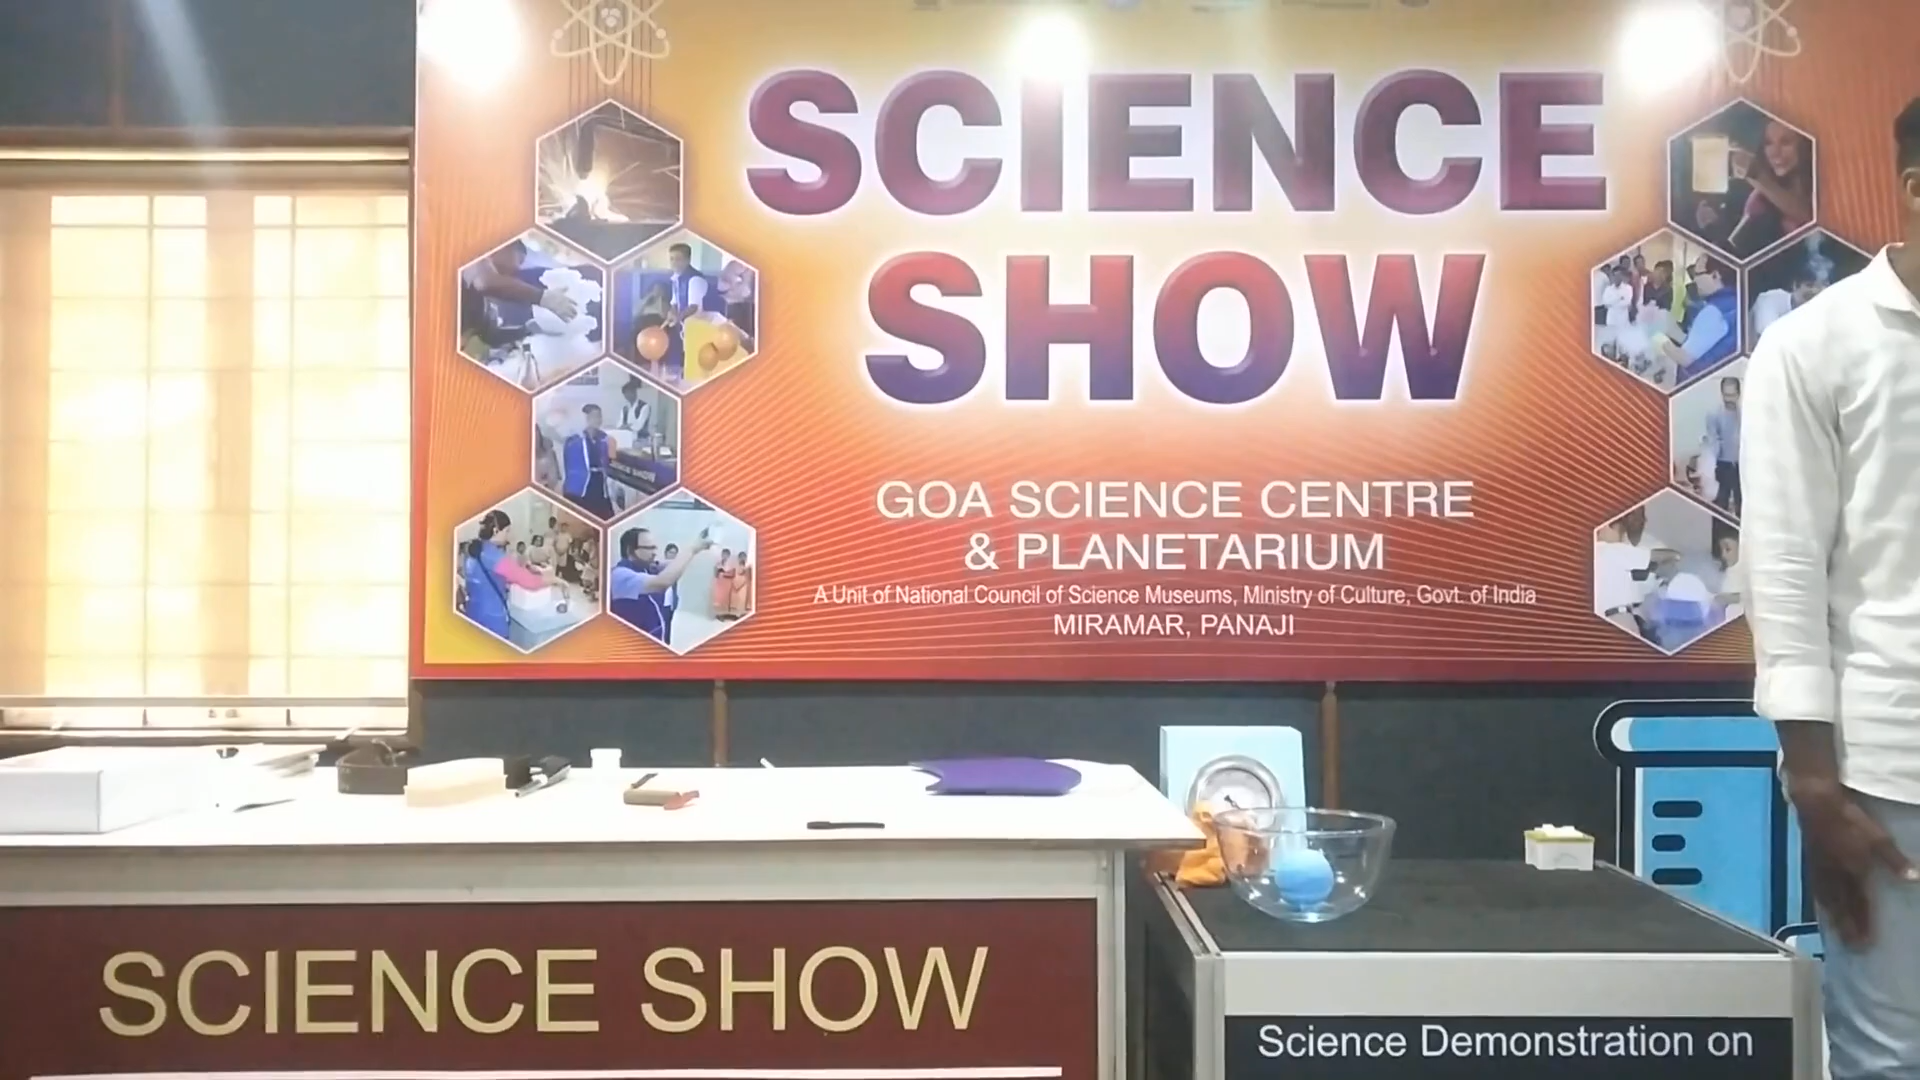 SCIENCE
SHOW
GOA SCIENCE CENTRE
& PLANETARIUM
A Unit of National Council of Science Museums, Ministry of Culture, Govt. of India
MIRAMAR, PANAJI
SCIENCE SHOW
Science Demonstration on